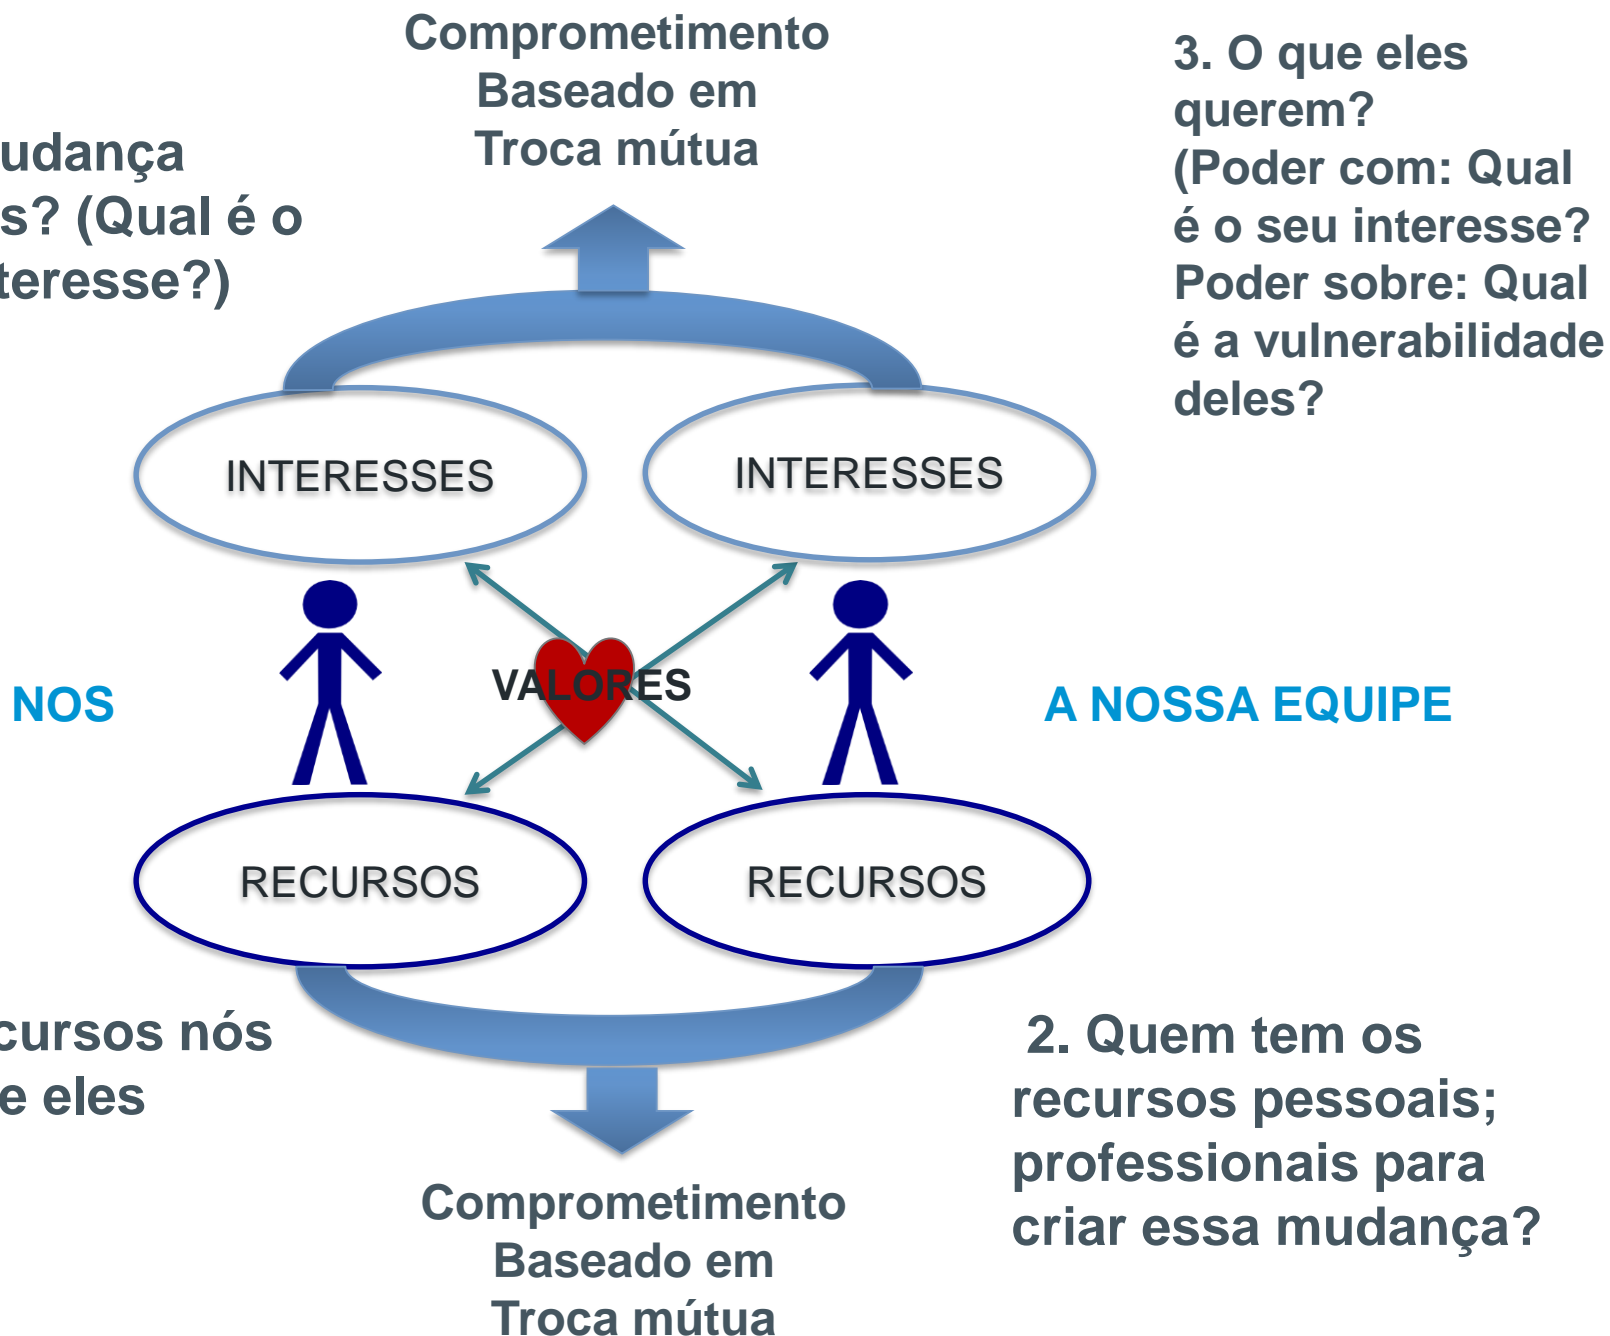 Comprometimento
Baseado em
Troca mútua
3. O que eles
querem?
(Poder com: Qual
é o seu interesse?
Poder sobre: Qual
é a vulnerabilidade
deles?
udança
s? (Qual é o
teresse?)
INTERESSES
INTERESSES
VALORES
NOS
A NOSSA EQUIPE
RECURSOS
RECURSOS
cursos nós
e eles
2. Quem tem os
recursos pessoais;
professionais para
criar essa mudança?
Comprometimento
Baseado em
Troca mútua